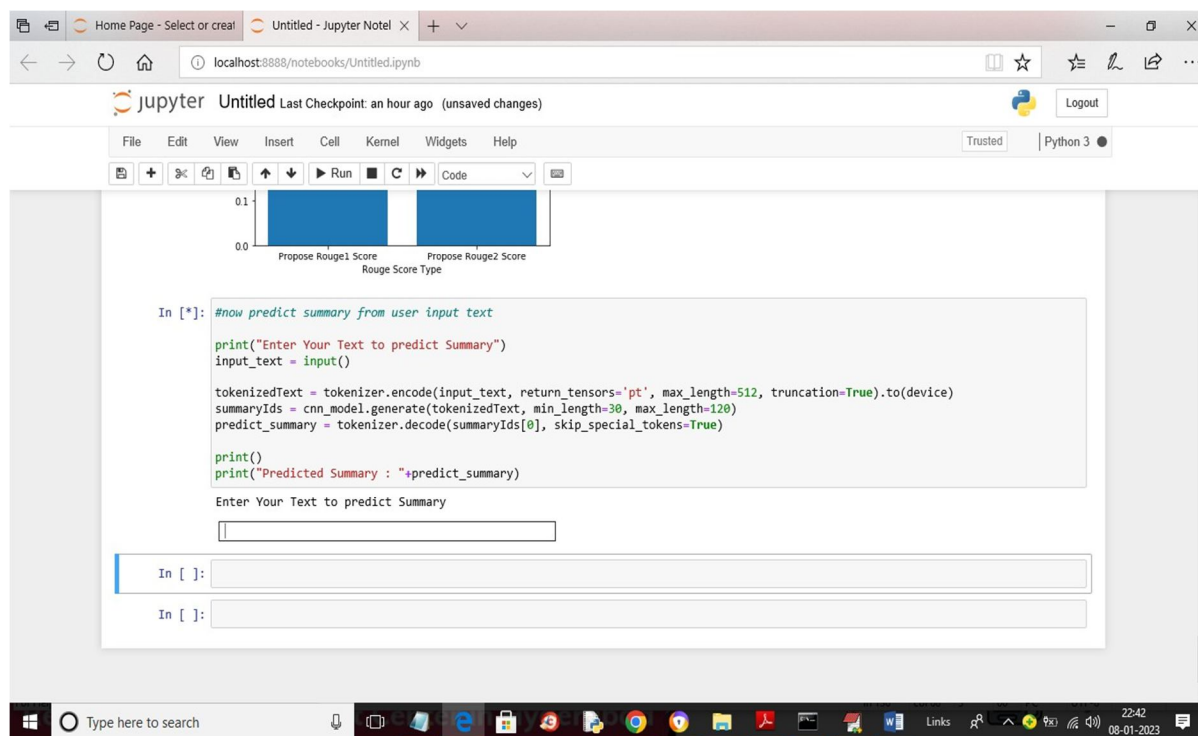 Home Page - Select or creat
Untitled - Jupyter Notel
localhost:8888/notebooks/Untitled.ipynb
jupyter Untitled Last Checkpoint: an hour ago (unsaved changes)
Logout
File Edit View Insert Cell Kernel Widgets Help
Trusted Python 3
Run Code
0.1
0.0
Propose Rouge1 Score Propose Rouge2 Score
Rouge Score Type
In [*]: #now predict summary from user input text
print("Enter Your Text to predict Summary")
input_text = input()
tokenizedText = tokenizer.encode(input_text, return_tensors='pt', max_length=512, truncation=True).to(device)
summaryIds = cnn_model.generate(tokenizedText, min_length=30, max_length=120)
predict_summary = tokenizer.decode(summaryIds[0], skip_special_tokens=True)
print()
print("Predicted Summary : "+predict_summary)
Enter Your Text to predict Summary
In [ ]:
In [ ]:
Type here to search
Links
22:42
08-01-2023